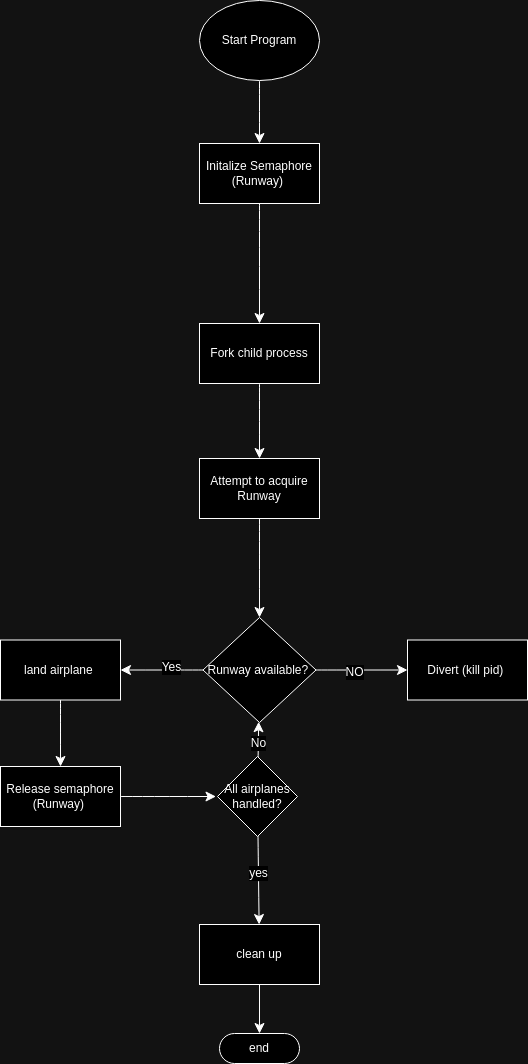 Start Program
Initalize Semaphore
(Runway)
Fork child process
Attempt to acquire
Runway
Yes
Runway available?
NO
land airplane
Divert (kill pid)
No
Release semaphore
(Runway)
All airplanes
handled?
yes
clean up
end